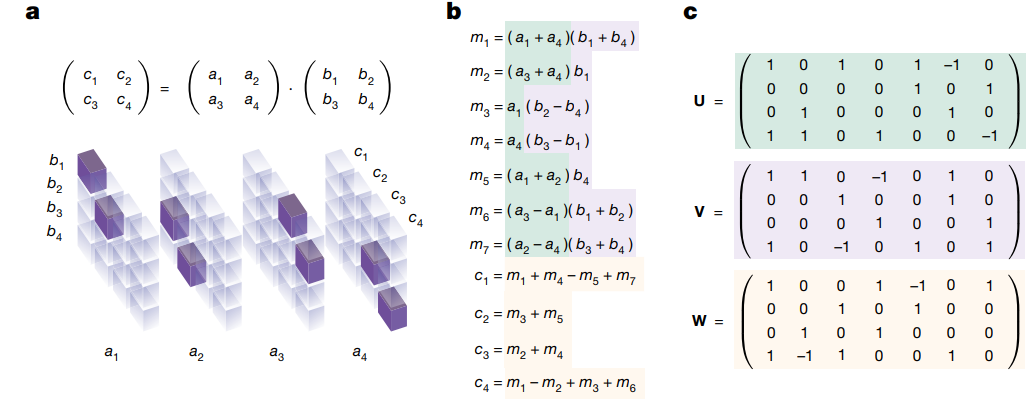 a
( c₁ c₂ ) = ( a₁ a₂ ) · ( b₁ b₂ )
( c₃ c₄ ) ( a₃ a₄ ) ( b₃ b₄ )
b₁
b₂
b₃
b₄
c₁
c₂
c₃
c₄
a₁ a₂ a₃ a₄
b
m₁ = (a₁ + a₄)(b₁ + b₄)
m₂ = (a₃ + a₄) b₁
m₃ = a₁ (b₂ − b₄)
m₄ = a₄ (b₃ − b₁)
m₅ = (a₁ + a₂) b₄
m₆ = (a₃ − a₁)(b₁ + b₂)
m₇ = (a₂ − a₄)(b₃ + b₄)
c₁ = m₁ + m₄ − m₅ + m₇
c₂ = m₃ + m₅
c₃ = m₂ + m₄
c₄ = m₁ − m₂ + m₃ + m₆
c
U =
1 0 1 0 1 −1 0
0 0 0 0 1 0 1
0 1 0 0 0 1 0
1 1 0 1 0 0 −1
V =
1 1 0 −1 0 1 0
0 0 1 0 0 1 0
0 0 0 1 0 0 1
1 0 −1 0 1 0 1
W =
1 0 0 1 −1 0 1
0 0 1 0 1 0 0
0 1 0 1 0 0 0
1 −1 1 0 0 1 0